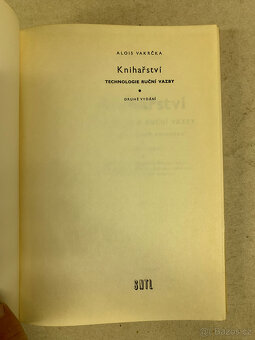 ALOIS VAKRČKA
Knihařství
TECHNOLOGIE RUČNÍ VAZBY
DRUHÉ VYDÁNÍ
SNTL